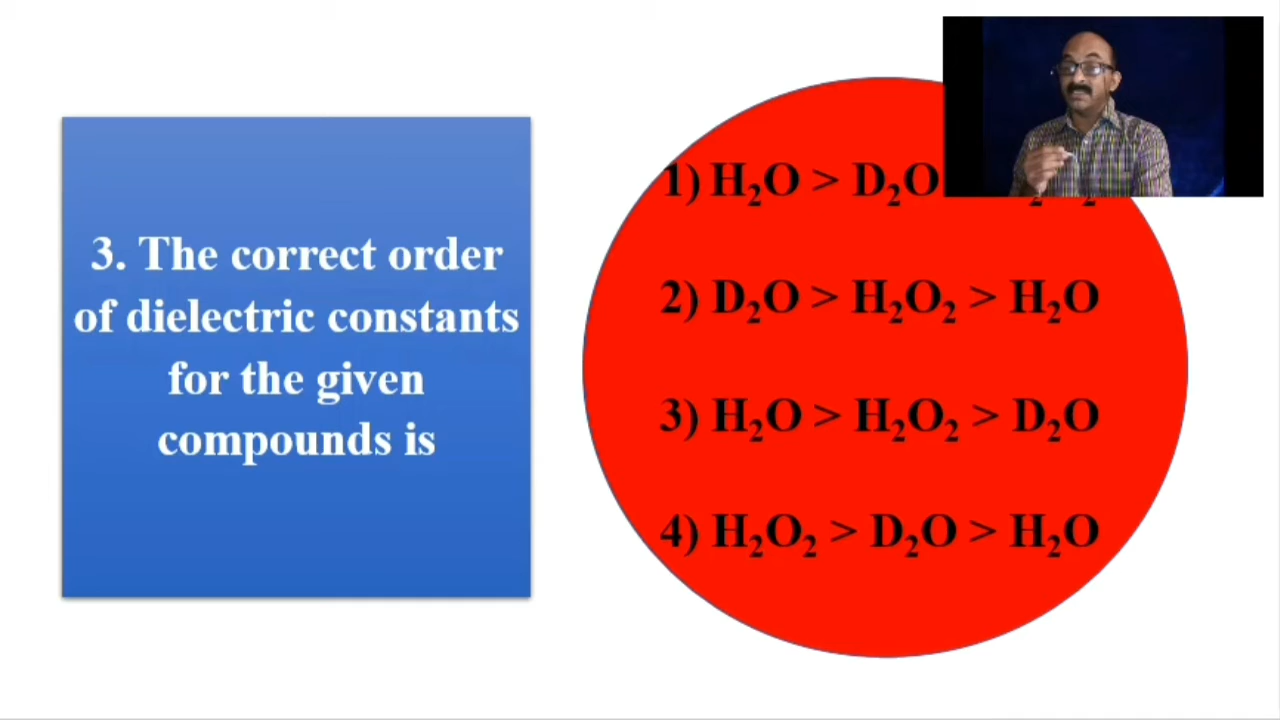 3. The correct order
of dielectric constants
for the given
compounds is
1) H₂O > D₂O
2) D₂O > H₂O₂ > H₂O
3) H₂O > H₂O₂ > D₂O
4) H₂O₂ > D₂O > H₂O